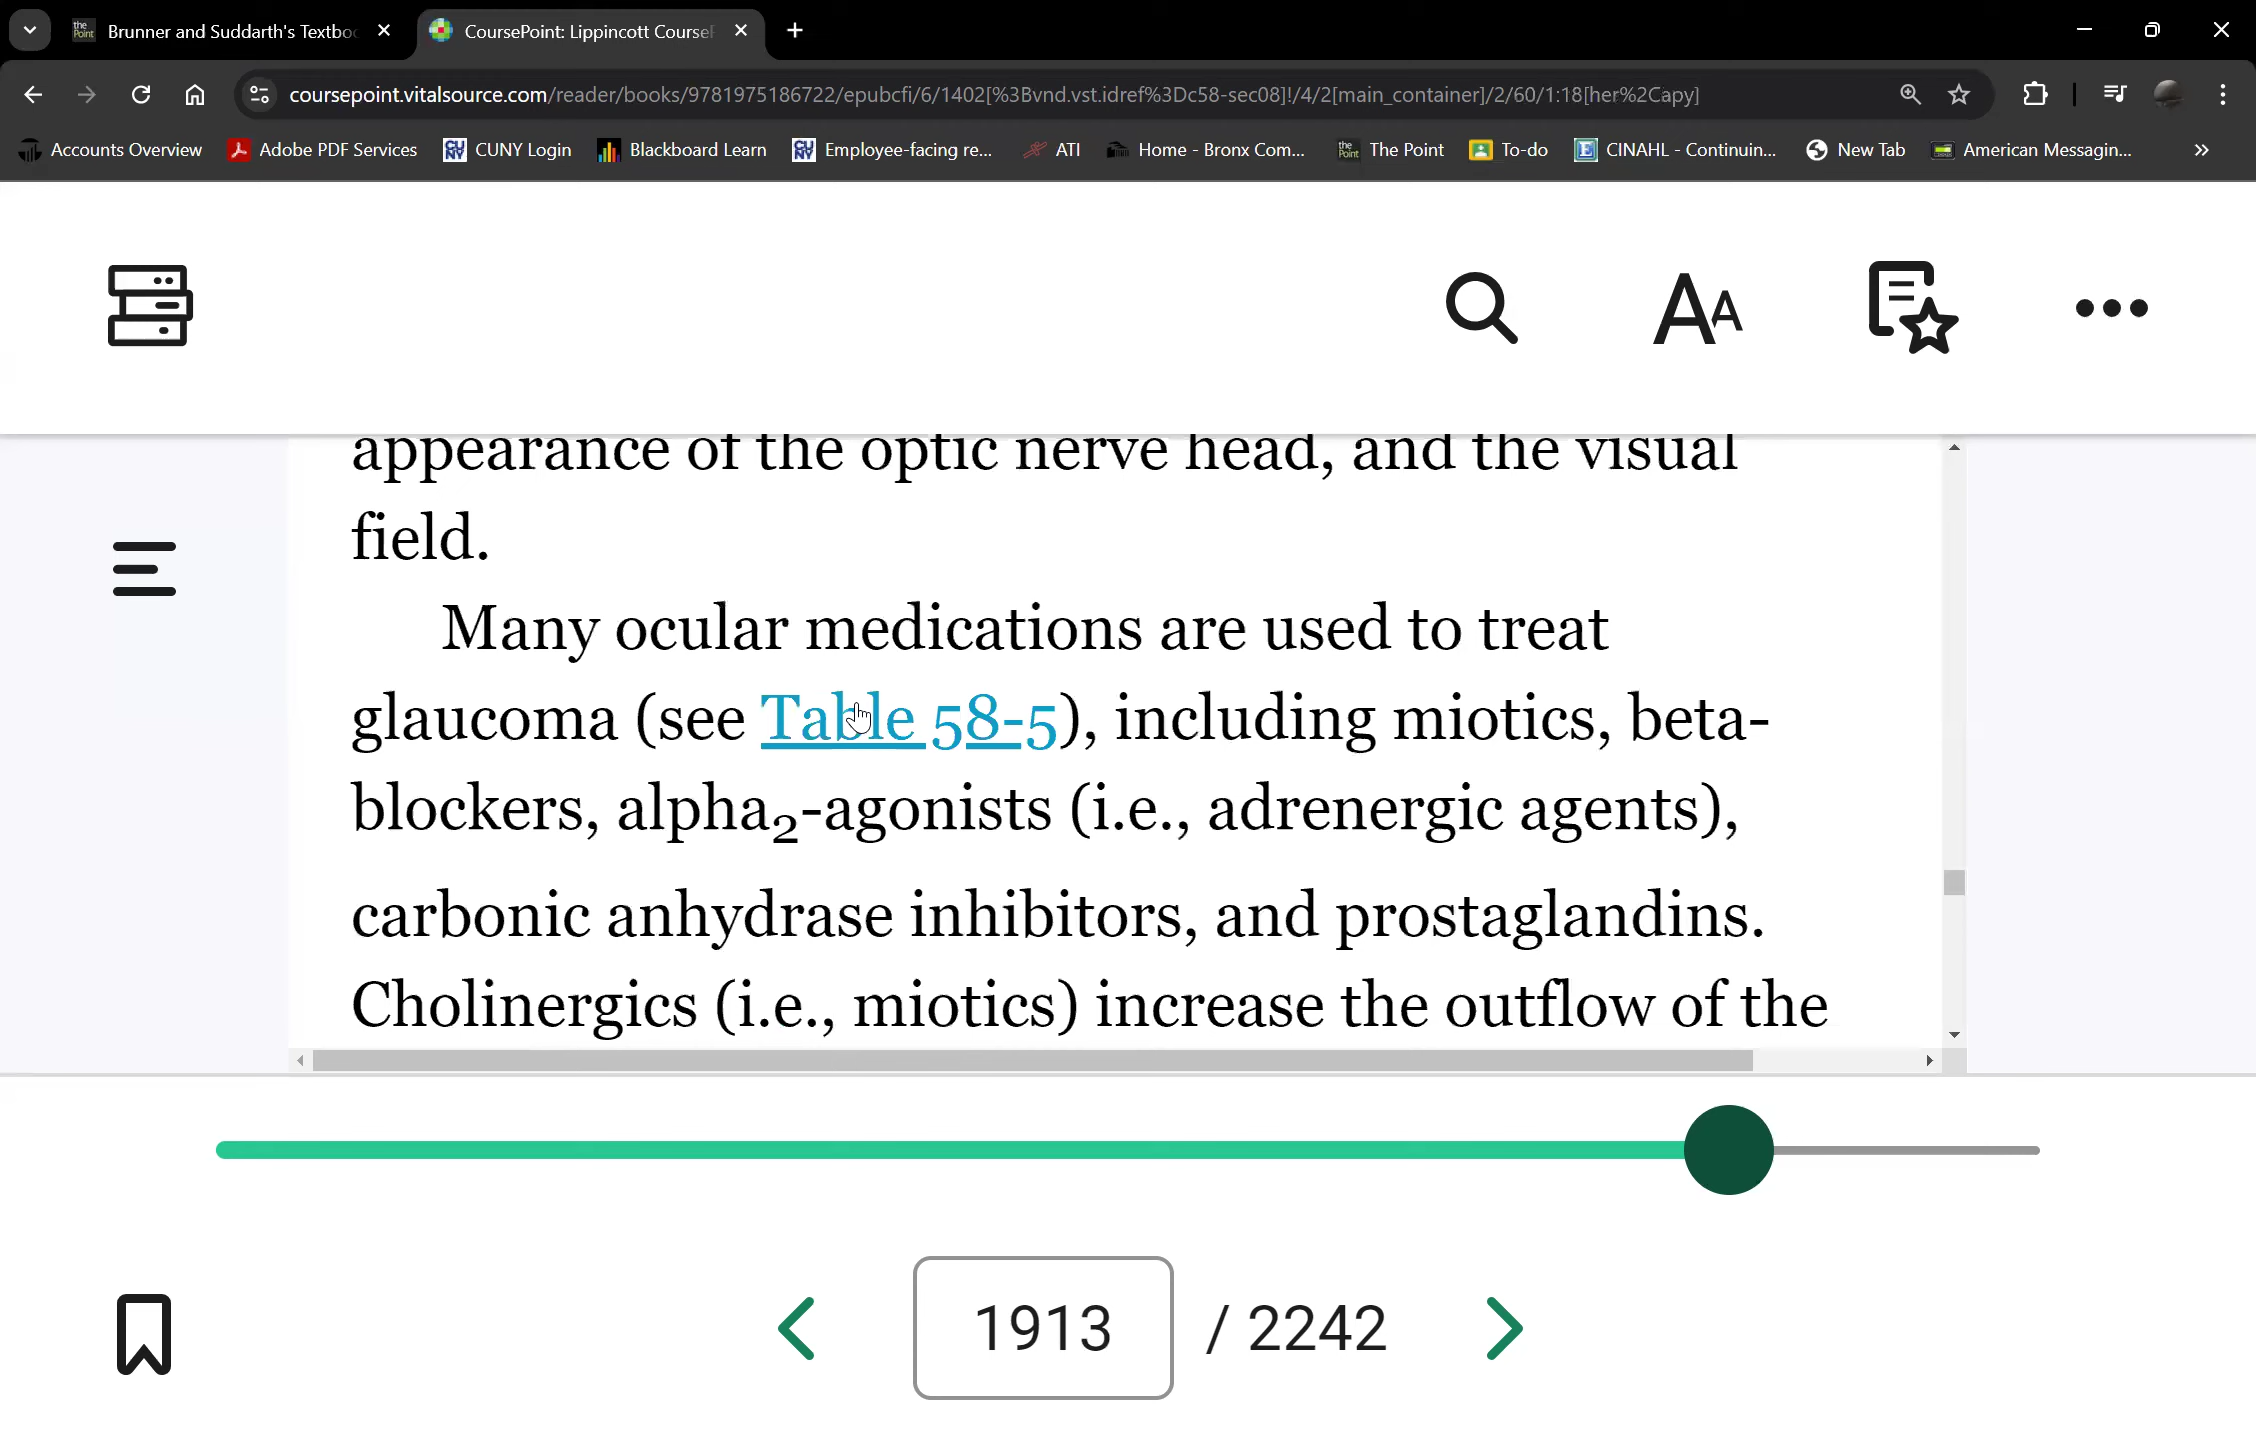 Brunner and Suddarth's Textbo
CoursePoint: Lippincott CourseP
coursepoint.vitalsource.com/reader/books/9781975186722/epubcfi/6/1402[%3Bvnd.vst.idref%3Dc58-sec08]!/4/2[main_container]/2/60/1:18[her%2Capy]
Accounts Overview Adobe PDF Services CUNY Login Blackboard Learn Employee-facing re... ATI Home - Bronx Com... The Point To-do CINAHL - Continuin... New Tab American Messagin...
AA
appearance of the optic nerve head, and the visual
field.
Many ocular medications are used to treat
glaucoma (see Table 58-5), including miotics, beta-
blockers, alpha₂-agonists (i.e., adrenergic agents),
carbonic anhydrase inhibitors, and prostaglandins.
Cholinergics (i.e., miotics) increase the outflow of the
1913 / 2242